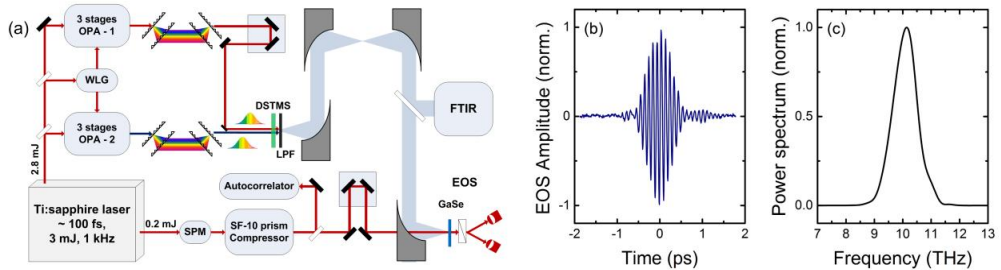 (a)
3 stages
OPA - 1
WLG
3 stages
OPA - 2
2.8 mJ
DSTMS
LPF
FTIR
Autocorrelator
EOS
GaSe
Ti:sapphire laser
~ 100 fs,
3 mJ, 1 kHz
0.2 mJ
SPM
SF-10 prism
Compressor
(b)
EOS Amplitude (norm.)
1
0
-1
-2
-1
0
1
2
Time (ps)
(c)
Power spectrum (norm.)
1.0
0.5
0.0
7
8
9
10
11
12
13
Frequency (THz)